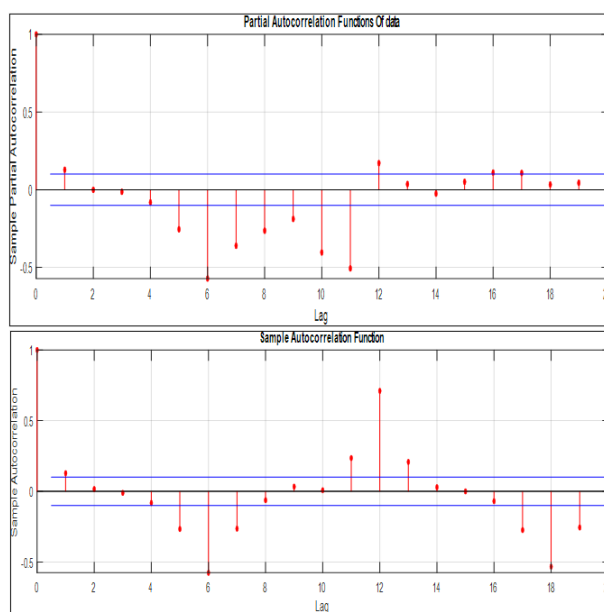 Partial Autocorrelation Functions Of data
Sample Partial Autocorrelation
1
0.5
0
-0.5
0 2 4 6 8 10 12 14 16 18 2
Lag
Sample Autocorrelation Function
Sample Autocorrelation
1
0.5
0
-0.5
0 2 4 6 8 10 12 14 16 18
Lag